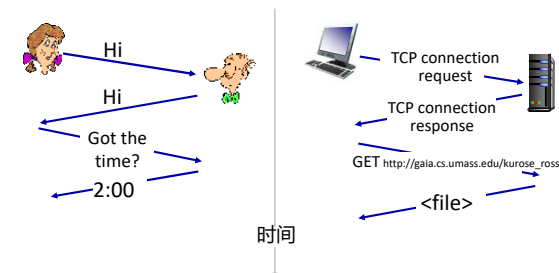 Hi
Hi
Got the
time?
2:00
TCP connection
request
TCP connection
response
GET http://gaia.cs.umass.edu/kurose_ross
<file>
时间